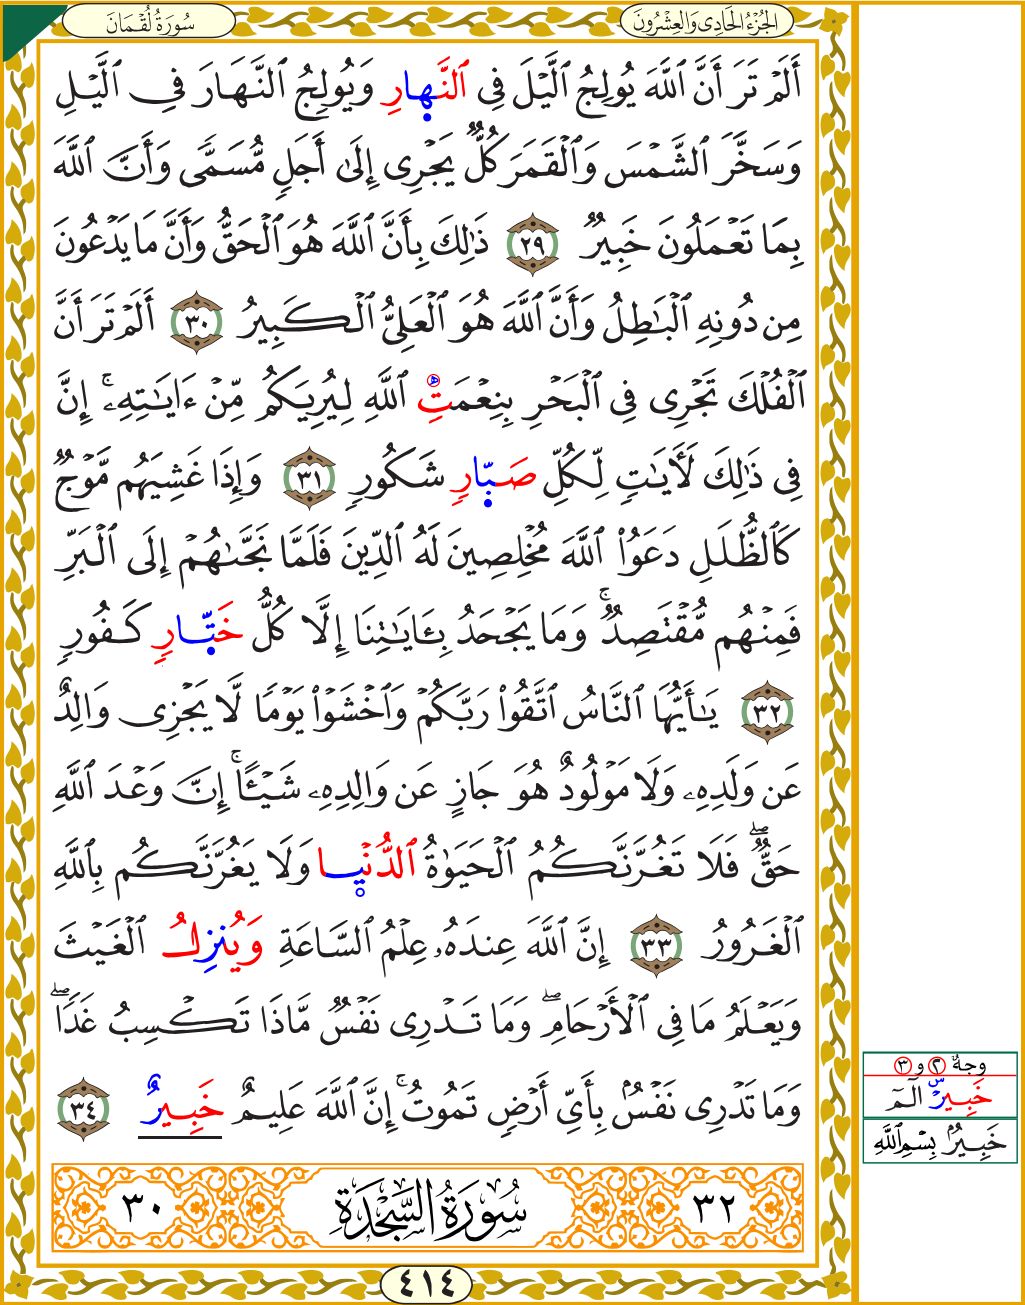 سُورَةُ لُقْمَانَ
الجُزْءُ الحَادِى وَالعِشْرُونَ
أَلَمْ تَرَ أَنَّ ٱللَّهَ يُولِجُ ٱلَّيْلَ فِى ٱلنَّهٜارِ وَيُولِجُ ٱلنَّهَارَ فِى ٱلَّيْلِ
وَسَخَّرَ ٱلشَّمْسَ وَٱلْقَمَرَ كُلٌّ يَجْرِى إِلَىٰ أَجَلٍ مُّسَمًّى وَأَنَّ ٱللَّهَ
بِمَا تَعْمَلُونَ خَبِيرٌ ٢٩ ذَٰلِكَ بِأَنَّ ٱللَّهَ هُوَ ٱلْحَقُّ وَأَنَّ مَا يَدْعُونَ
مِن دُونِهِ ٱلْبَٰطِلُ وَأَنَّ ٱللَّهَ هُوَ ٱلْعَلِىُّ ٱلْكَبِيرُ ٣٠ أَلَمْ تَرَ أَنَّ
ٱلْفُلْكَ تَجْرِى فِى ٱلْبَحْرِ بِنِعْمَتِ ٱللَّهِ لِيُرِيَكُم مِّنْ ءَايَٰتِهِۦٓ ۚ إِنَّ
فِى ذَٰلِكَ لَأٓيَٰتٍ لِّكُلِّ صَبّٜارٍ شَكُورٍ ٣١ وَإِذَا غَشِيَهُم مَّوْجٌ
كَٱلظُّلَلِ دَعَوُا۟ ٱللَّهَ مُخْلِصِينَ لَهُ ٱلدِّينَ فَلَمَّا نَجَّىٰهُمْ إِلَى ٱلْبَرِّ
فَمِنْهُم مُّقْتَصِدٌ ۚ وَمَا يَجْحَدُ بِـَٔايَٰتِنَآ إِلَّا كُلُّ خَتّٜارٍ كَفُورٍ
٣٢ يَٰٓأَيُّهَا ٱلنَّاسُ ٱتَّقُوا۟ رَبَّكُمْ وَٱخْشَوْا۟ يَوْمًا لَّا يَجْزِى وَالِدٌ
عَن وَلَدِهِۦ وَلَا مَوْلُودٌ هُوَ جَازٍ عَن وَالِدِهِۦ شَيْـًٔا ۚ إِنَّ وَعْدَ ٱللَّهِ
حَقٌّ ۖ فَلَا تَغُرَّنَّكُمُ ٱلْحَيَوٰةُ ٱلدُّنْيٜا وَلَا يَغُرَّنَّكُم بِٱللَّهِ
ٱلْغَرُورُ ٣٣ إِنَّ ٱللَّهَ عِندَهُۥ عِلْمُ ٱلسَّاعَةِ وَيُنزِلُ ٱلْغَيْثَ
وَيَعْلَمُ مَا فِى ٱلْأَرْحَامِ ۖ وَمَا تَدْرِى نَفْسٌ مَّاذَا تَكْسِبُ غَدًا ۖ
وَمَا تَدْرِى نَفْسٌۢ بِأَىِّ أَرْضٍ تَمُوتُ ۚ إِنَّ ٱللَّهَ عَلِيمٌ خَبِيرٌ ٣٤
٣٢ سُورَةُ السَّجْدَةِ ٣٠
٤١٤
وجهُ ٢ و ٣
خَبِيرٌ الٓمٓ
خَبِيرٌۢ بِسْمِ ٱللَّهِ